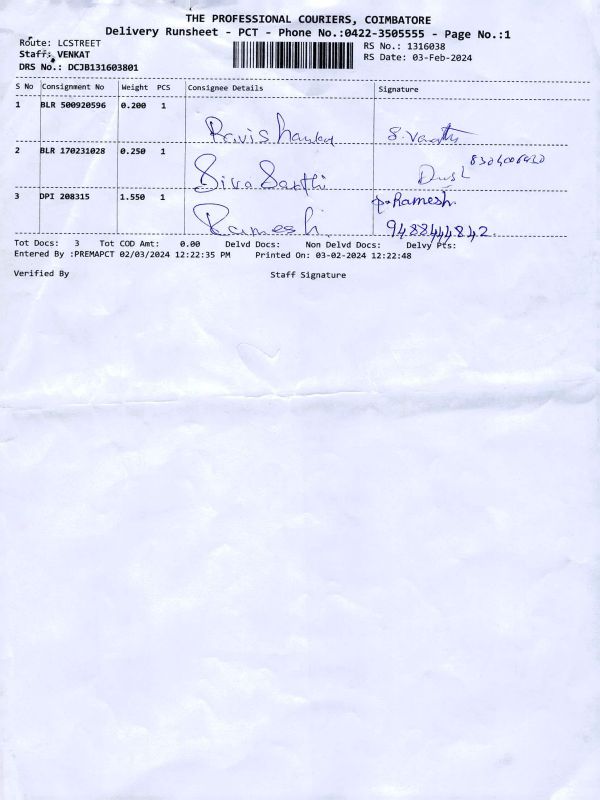 THE PROFESSIONAL COURIERS, COIMBATORE
Delivery Runsheet - PCT - Phone No.:0422-3505555 - Page No.:1
Route: LCSTREET
RS No.: 1316038
Staff: VENKAT
RS Date: 03-Feb-2024
DRS No.: DCJB131603801
S No Consignment No Weight PCS Consignee Details Signature
1 BLR 500920596 0.200 1
Ravishankar S.
2 BLR 170231028 0.250 1
Siva Sakthi
3 DPI 208315 1.550 1 Ramesh.
Ramesh. 9488444842.
Tot Docs: 3 Tot COD Amt: 0.00 Delvd Docs: Non Delvd Docs: Delvy Pts:
Entered By :PREMAPCT 02/03/2024 12:22:35 PM Printed On: 03-02-2024 12:22:48
Verified By Staff Signature